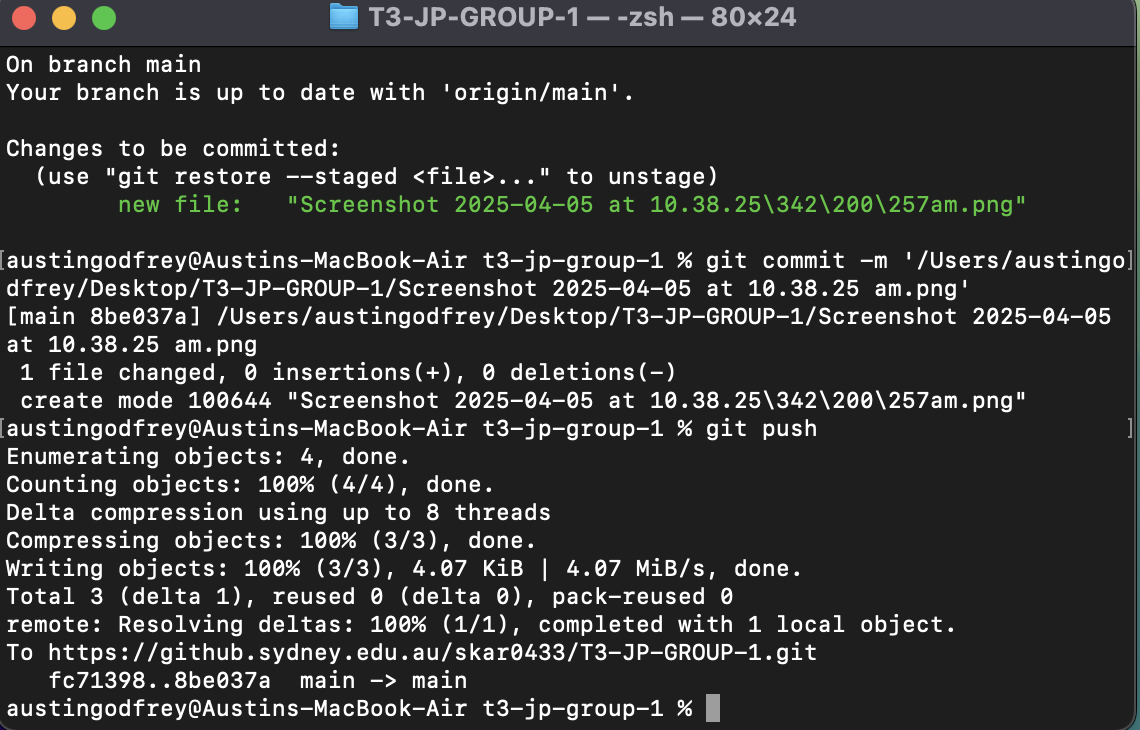 T3-JP-GROUP-1 — -zsh — 80×24
On branch main
Your branch is up to date with 'origin/main'.
Changes to be committed:
  (use "git restore --staged <file>..." to unstage)
        new file:   "Screenshot 2025-04-05 at 10.38.25\342\200\257am.png"
[austingodfrey@Austins-MacBook-Air t3-jp-group-1 % git commit -m '/Users/austingo]
dfrey/Desktop/T3-JP-GROUP-1/Screenshot 2025-04-05 at 10.38.25 am.png'
[main 8be037a] /Users/austingodfrey/Desktop/T3-JP-GROUP-1/Screenshot 2025-04-05
at 10.38.25 am.png
 1 file changed, 0 insertions(+), 0 deletions(-)
 create mode 100644 "Screenshot 2025-04-05 at 10.38.25\342\200\257am.png"
[austingodfrey@Austins-MacBook-Air t3-jp-group-1 % git push ]
Enumerating objects: 4, done.
Counting objects: 100% (4/4), done.
Delta compression using up to 8 threads
Compressing objects: 100% (3/3), done.
Writing objects: 100% (3/3), 4.07 KiB | 4.07 MiB/s, done.
Total 3 (delta 1), reused 0 (delta 0), pack-reused 0
remote: Resolving deltas: 100% (1/1), completed with 1 local object.
To https://github.sydney.edu.au/skar0433/T3-JP-GROUP-1.git
   fc71398..8be037a  main -> main
austingodfrey@Austins-MacBook-Air t3-jp-group-1 %